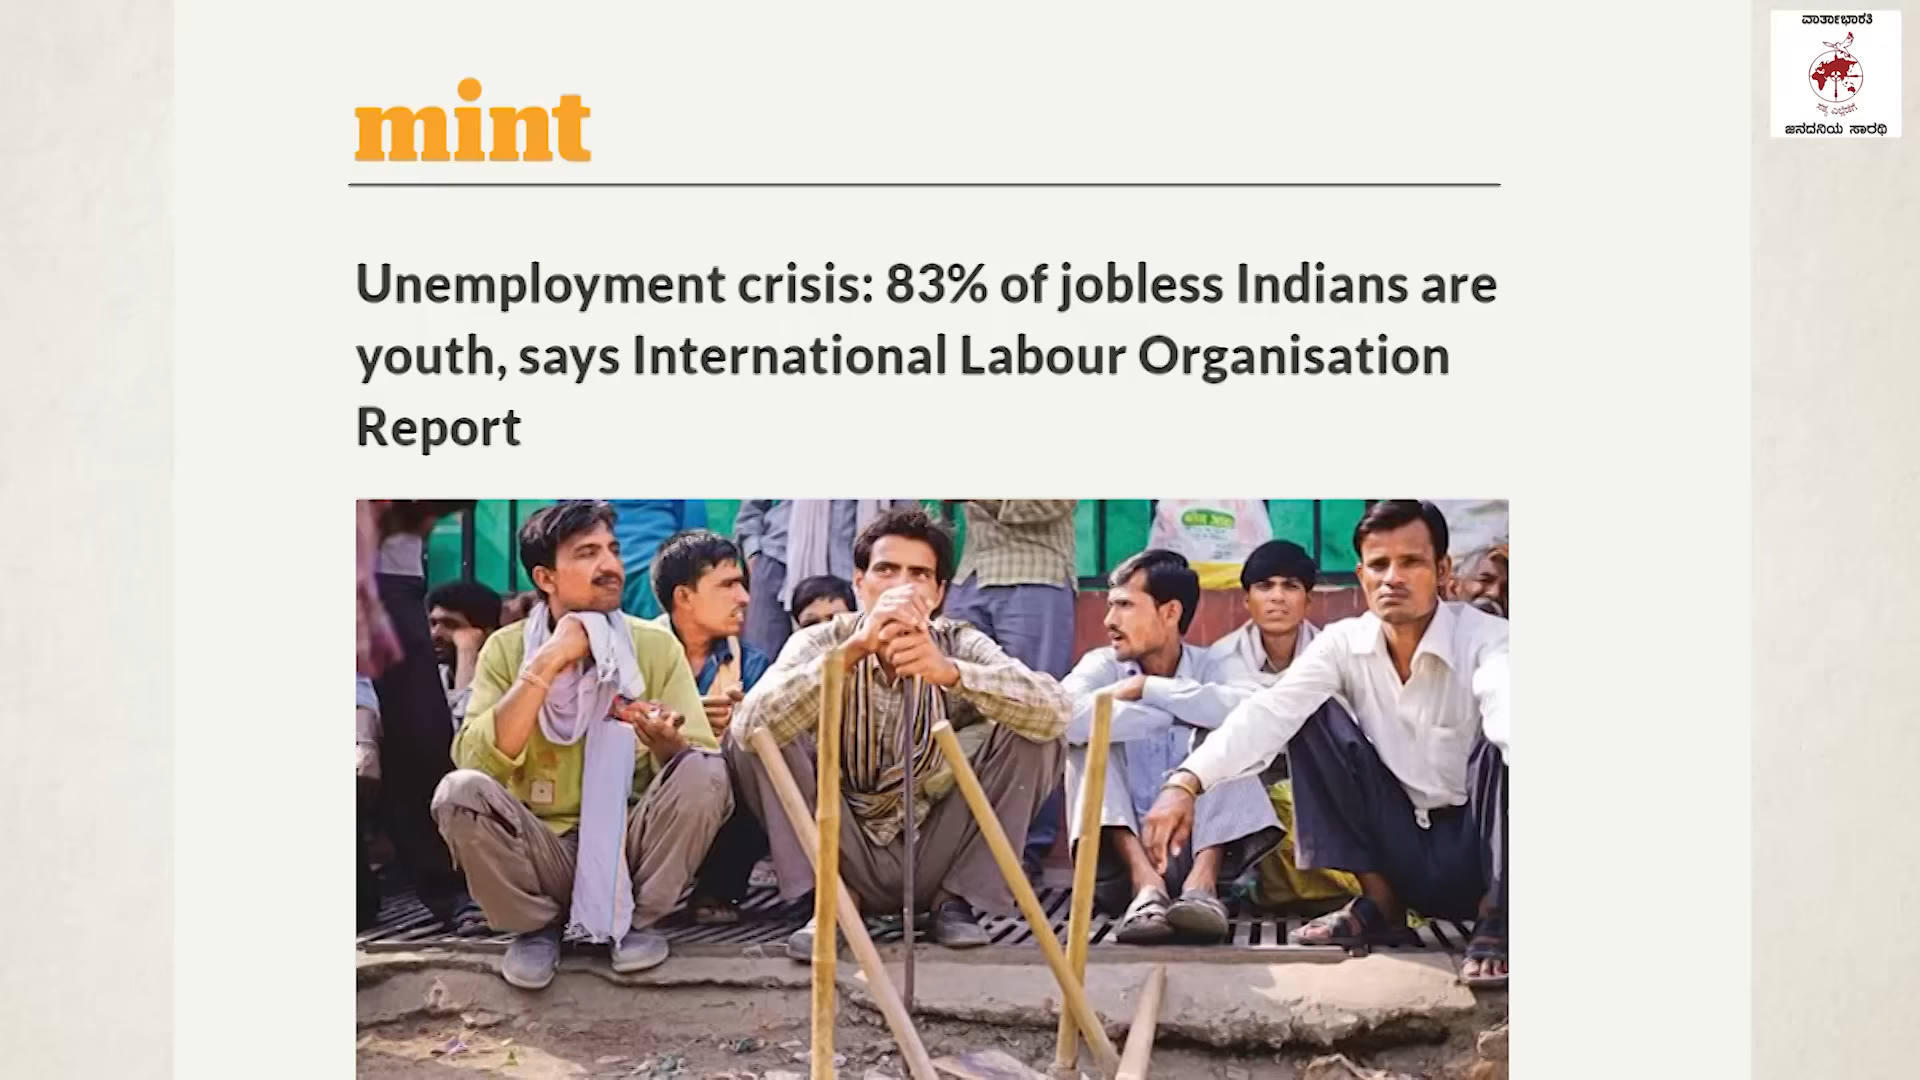 ವಾರ್ತಾಭಾರತಿ
ಜನದನಿಯ ಸಾರಥಿ
mint
Unemployment crisis: 83% of jobless Indians are
youth, says International Labour Organisation
Report